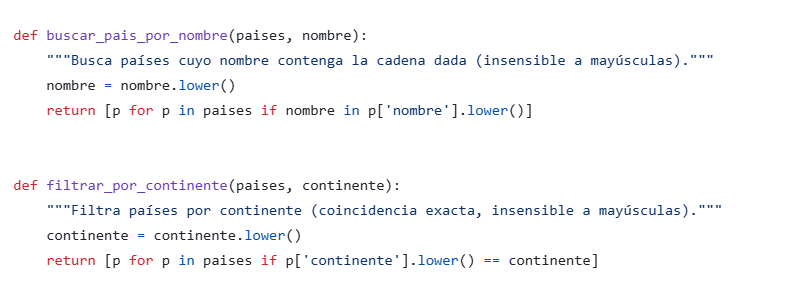 def buscar_pais_por_nombre(paises, nombre):
    """Busca países cuyo nombre contenga la cadena dada (insensible a mayúsculas)."""
    nombre = nombre.lower()
    return [p for p in paises if nombre in p['nombre'].lower()]
def filtrar_por_continente(paises, continente):
    """Filtra países por continente (coincidencia exacta, insensible a mayúsculas)."""
    continente = continente.lower()
    return [p for p in paises if p['continente'].lower() == continente]